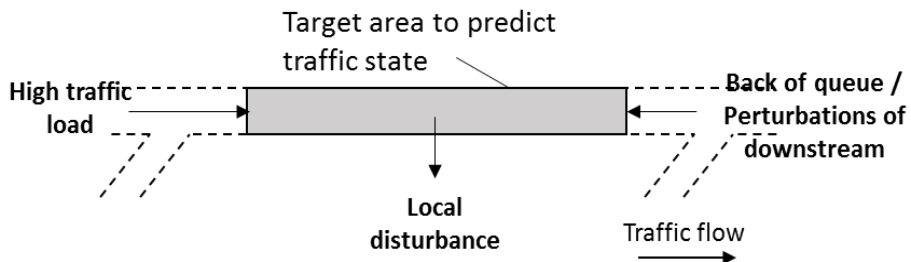 Target area to predict
traffic state
High traffic
load
Back of queue /
Perturbations of
downstream
Local
disturbance
Traffic flow